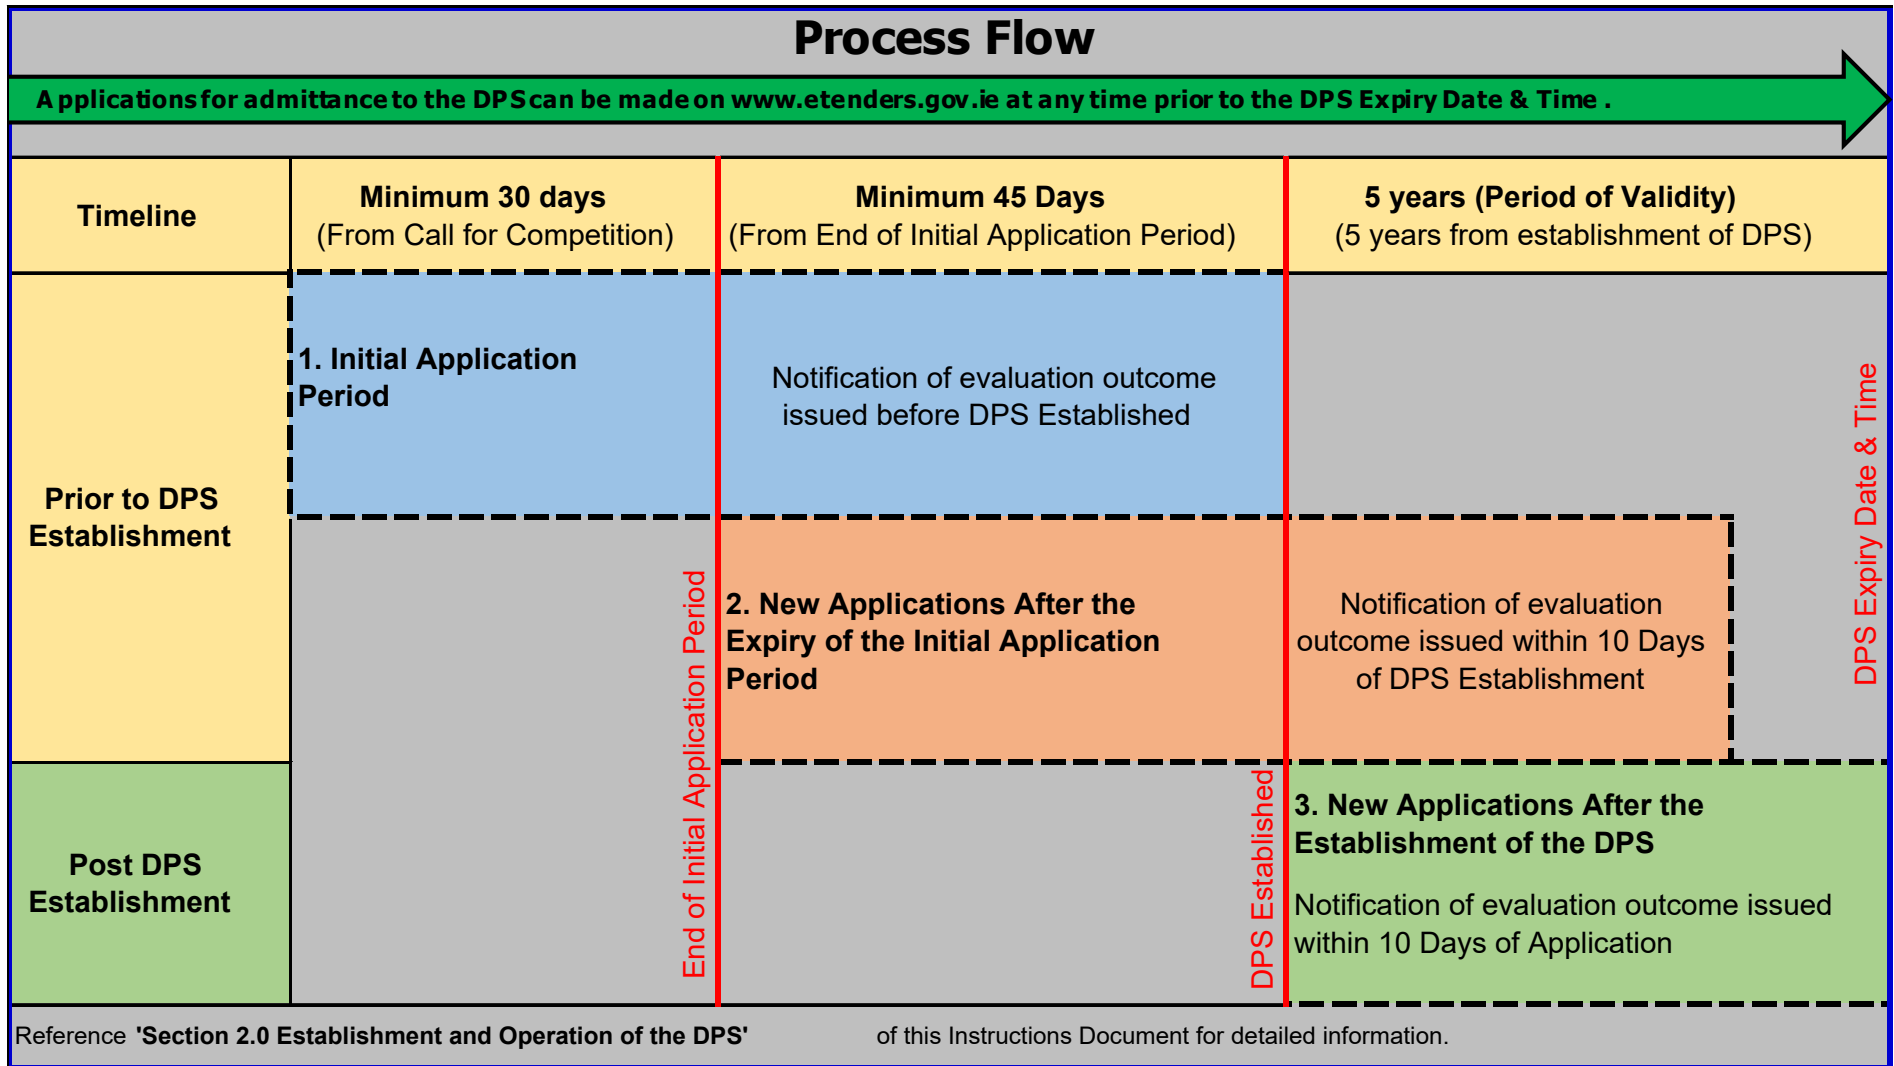 Process Flow
Applications for admittance to the DPS can be made on www.etenders.gov.ie at any time prior to the DPS Expiry Date & Time .
Timeline
Minimum 30 days
(From Call for Competition)
Minimum 45 Days
(From End of Initial Application Period)
5 years (Period of Validity)
(5 years from establishment of DPS)
Prior to DPS
Establishment
1. Initial Application
Period
Notification of evaluation outcome
issued before DPS Established
2. New Applications After the
Expiry of the Initial Application
Period
Notification of evaluation
outcome issued within 10 Days
of DPS Establishment
DPS Expiry Date & Time
End of Initial Application Period
DPS Established
Post DPS
Establishment
3. New Applications After the
Establishment of the DPS
Notification of evaluation outcome issued
within 10 Days of Application
Reference 'Section 2.0 Establishment and Operation of the DPS' of this Instructions Document for detailed information.